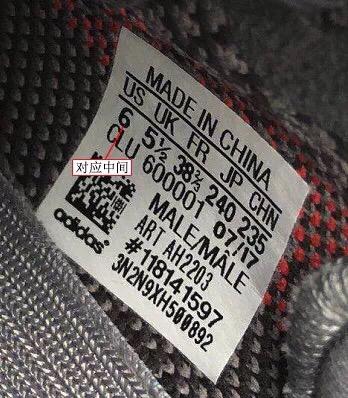 MADE IN CHINA
US UK FR JP CHN
6 5½ 38⅔ 240 235
CLU 600001 07/17
对应中间
MALE/MÂLE
ART AH2203
#118141597
3N2N9XH500892
adidas